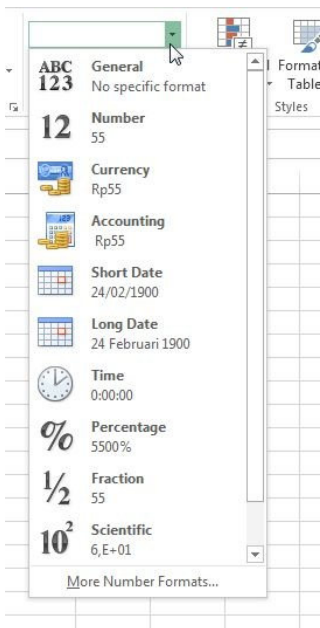 ABC
123
General
No specific format
12
Number
55
Currency
Rp55
Accounting
Rp55
Short Date
24/02/1900
Long Date
24 Februari 1900
Time
0:00:00
%
Percentage
5500%
1/2
Fraction
55
10²
Scientific
6,E+01
More Number Formats...
Format
Table
Styles